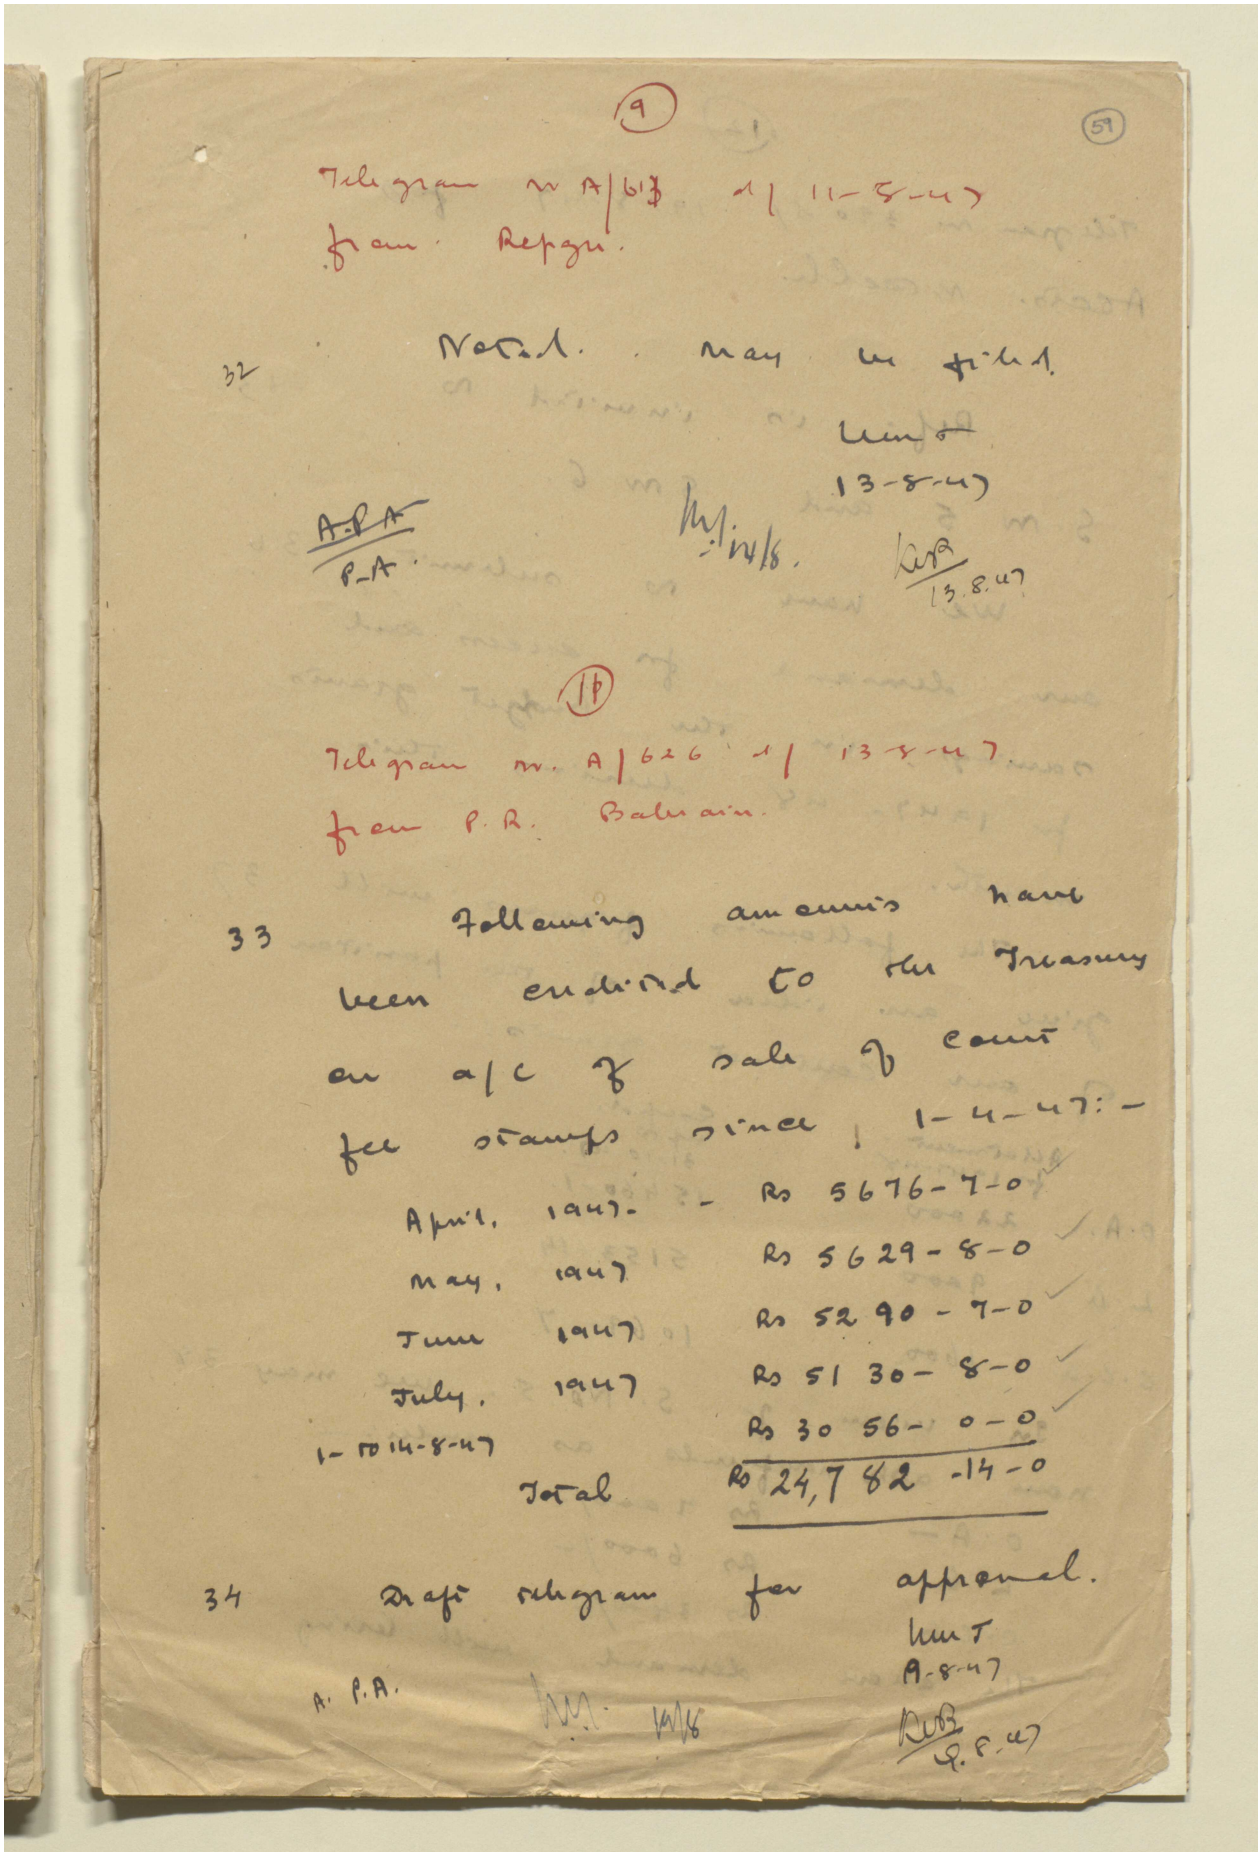 9
59
Telegram No A/613 d/ 11-8-47
from Repgu.
32 Noted. May be filed.
13-8-47
A.P.A
P.A.
14/8.
13.8.47
Telegram No. A/626 d/ 13-8-47
from P.R. Bahrain.
33 Following amounts have
been credited to the Treasury
on a/c of sale of Court
fee stamps since 1-4-47:-
April, 1947- - Rs 5676-7-0
May, 1947 Rs 5629-8-0
June 1947 Rs 5290-7-0
July, 1947 Rs 5130-8-0
1- to 14-8-47 Rs 3056-0-0
Total Rs 24,782-14-0
34 Draft telegram for approval.
A. P.A.
19/8